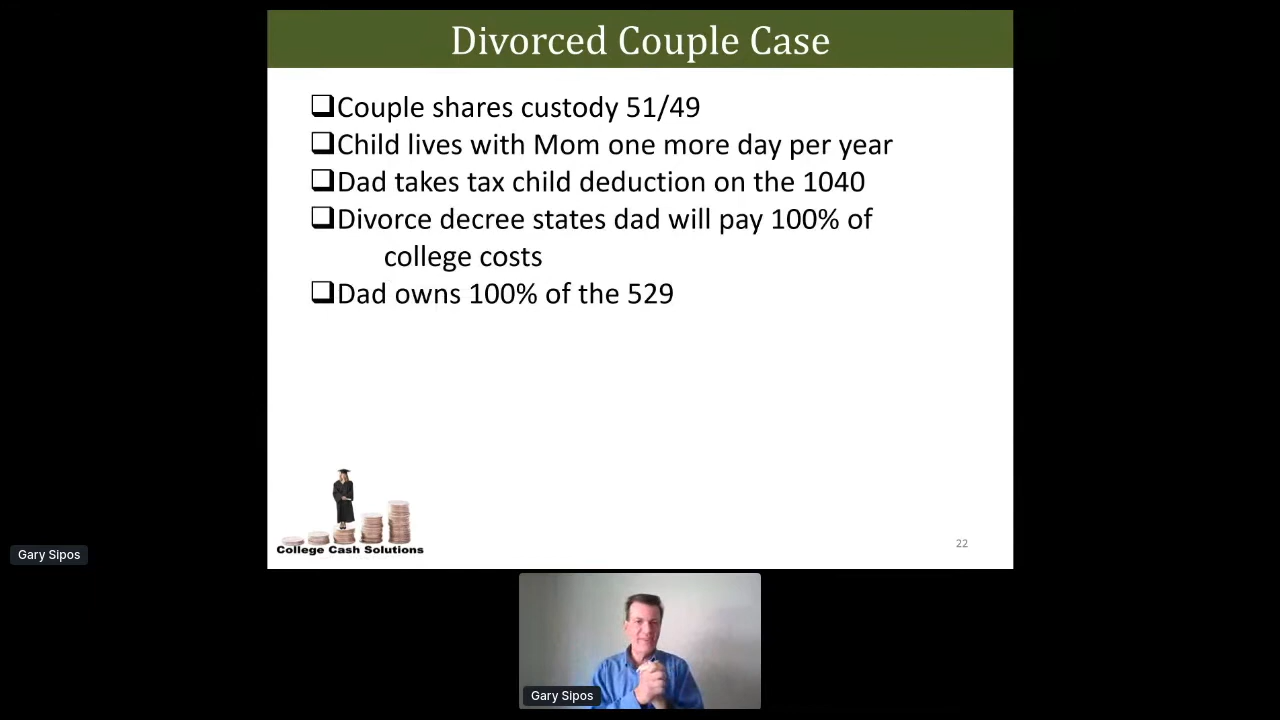 Divorced Couple Case
❑Couple shares custody 51/49
❑Child lives with Mom one more day per year
❑Dad takes tax child deduction on the 1040
❑Divorce decree states dad will pay 100% of
college costs
❑Dad owns 100% of the 529
College Cash Solutions
22
Gary Sipos
Gary Sipos